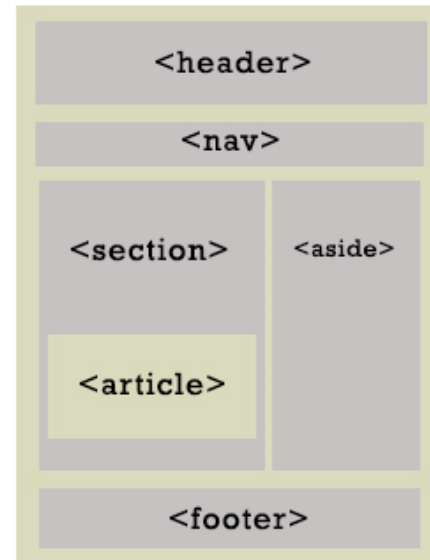 <header>
<nav>
<section>
<aside>
<article>
<footer>